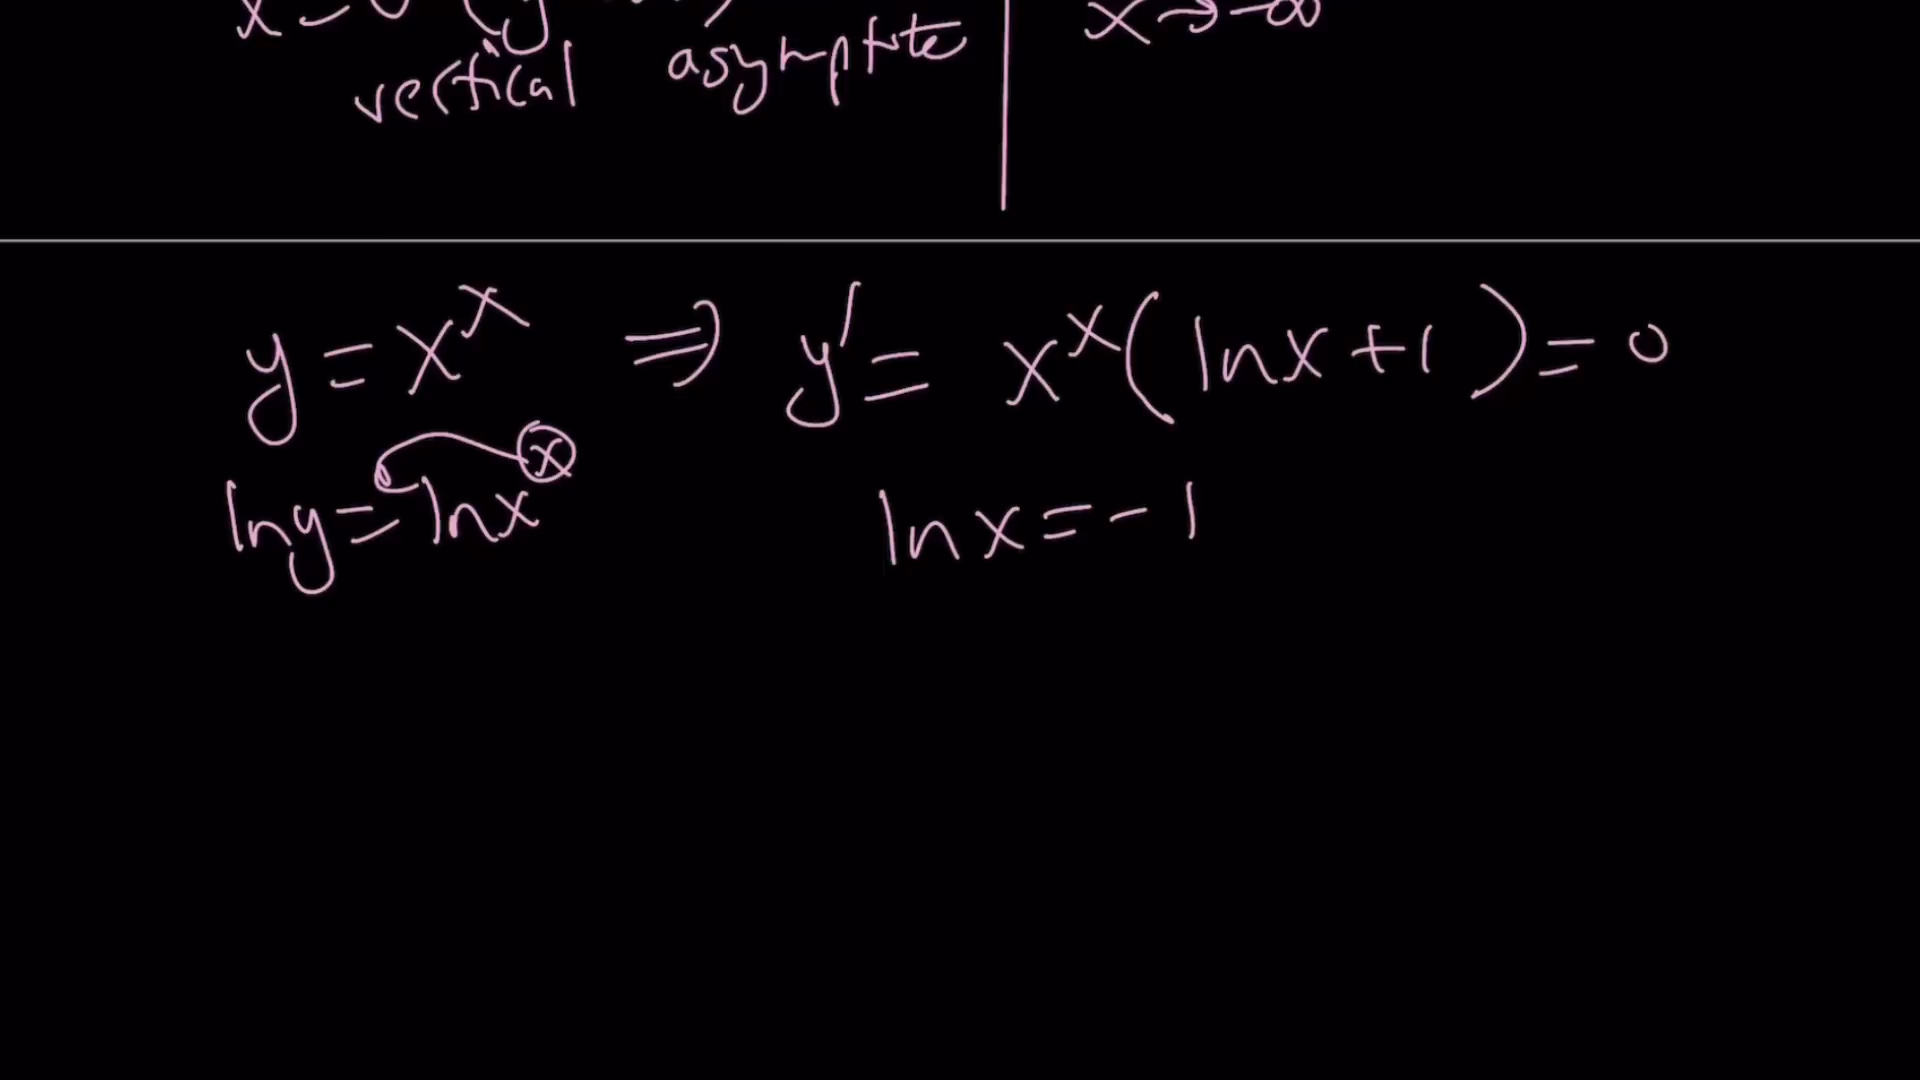 vertical asymptote
x → -∞
y = x^x ⇒ y' = x^x (ln x + 1) = 0
ln y = ln x^x
ln x = -1